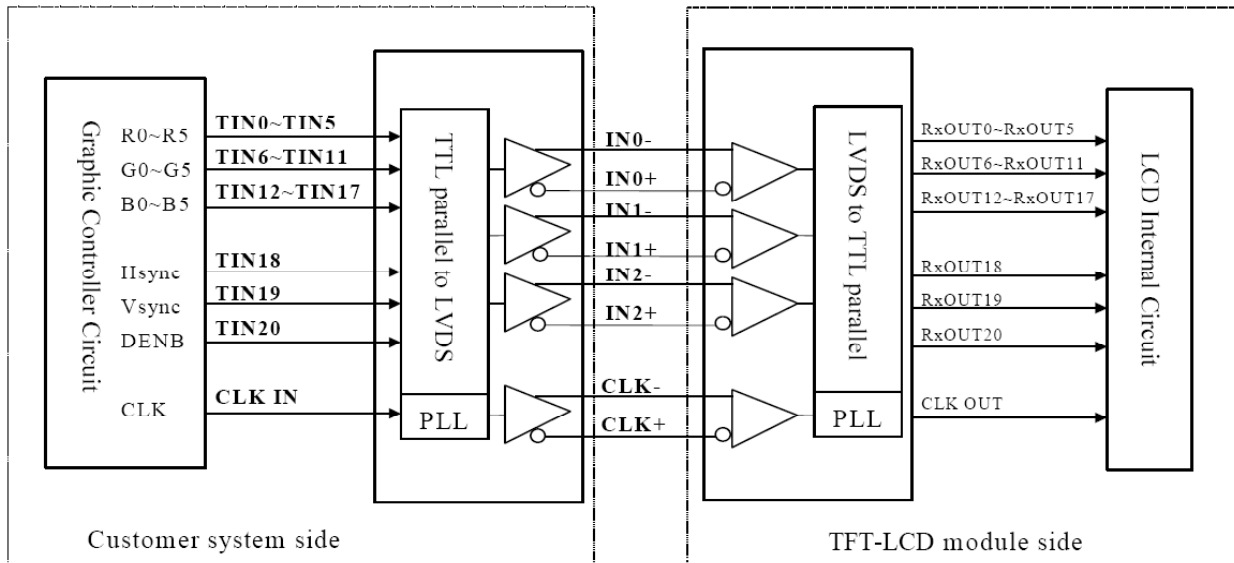 Graphic Controller Circuit
R0~R5
G0~G5
B0~B5
Hsync
Vsync
DENB
CLK
TIN0~TIN5
TIN6~TIN11
TIN12~TIN17
TIN18
TIN19
TIN20
CLK IN
TTL parallel to LVDS
PLL
IN0-
IN0+
IN1-
IN1+
IN2-
IN2+
CLK-
CLK+
LVDS to TTL parallel
PLL
RxOUT0~RxOUT5
RxOUT6~RxOUT11
RxOUT12~RxOUT17
RxOUT18
RxOUT19
RxOUT20
CLK OUT
LCD Internal Circuit
Customer system side
TFT-LCD module side